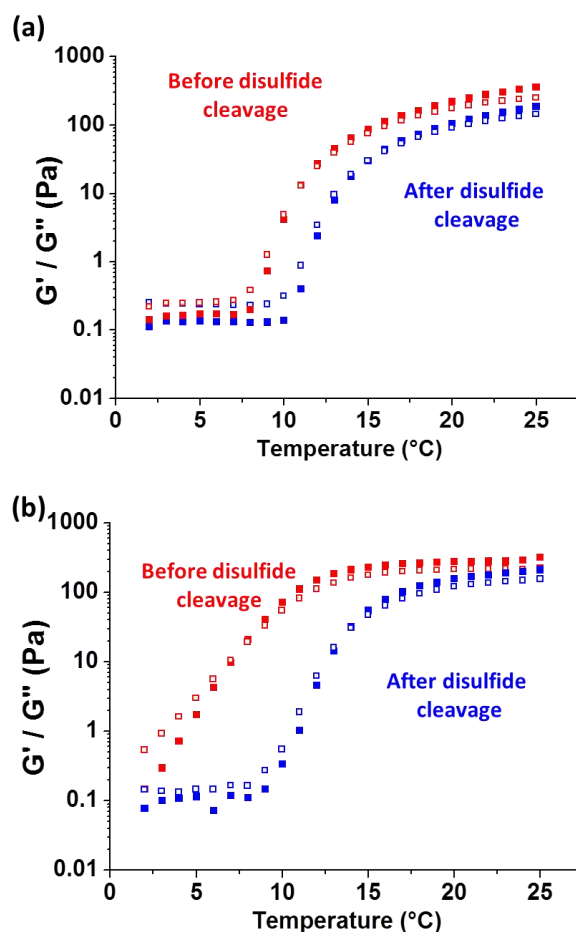 (a)
Before disulfide
cleavage
After disulfide
cleavage
G' / G" (Pa)
1000
100
10
1
0.1
0.01
0 5 10 15 20 25
Temperature (°C)
(b)
Before disulfide
cleavage
After disulfide
cleavage
G' / G" (Pa)
1000
100
10
1
0.1
0.01
0 5 10 15 20 25
Temperature (°C)